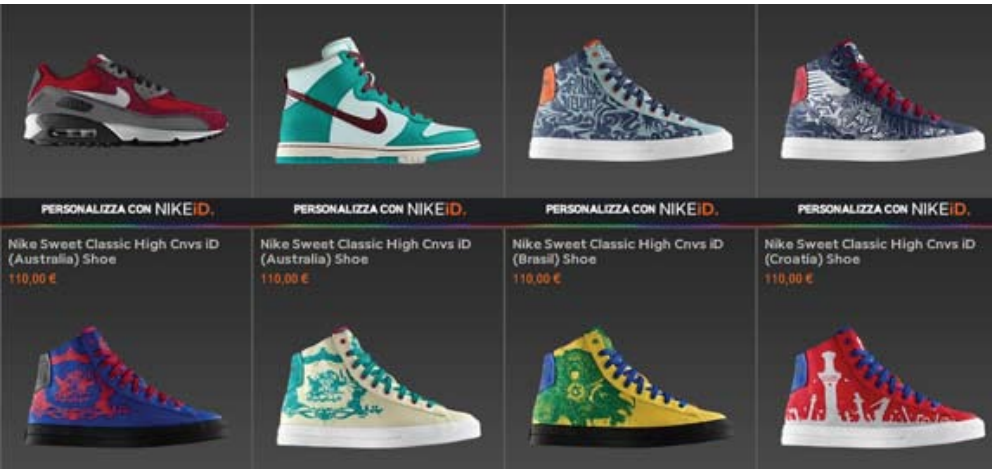 PERSONALIZZA CON NIKEiD.
PERSONALIZZA CON NIKEiD.
PERSONALIZZA CON NIKEiD.
PERSONALIZZA CON NIKEiD.
Nike Sweet Classic High Cnvs iD
(Australia) Shoe
110,00 €
Nike Sweet Classic High Cnvs iD
(Australia) Shoe
110,00 €
Nike Sweet Classic High Cnvs iD
(Brasil) Shoe
110,00 €
Nike Sweet Classic High Cnvs iD
(Croatia) Shoe
110,00 €